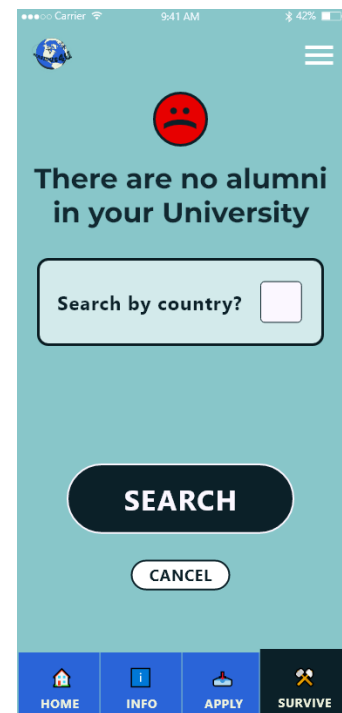 Carrier 9:41 AM 42%
There are no alumni
in your University
Search by country?
SEARCH
CANCEL
i
HOME INFO APPLY SURVIVE